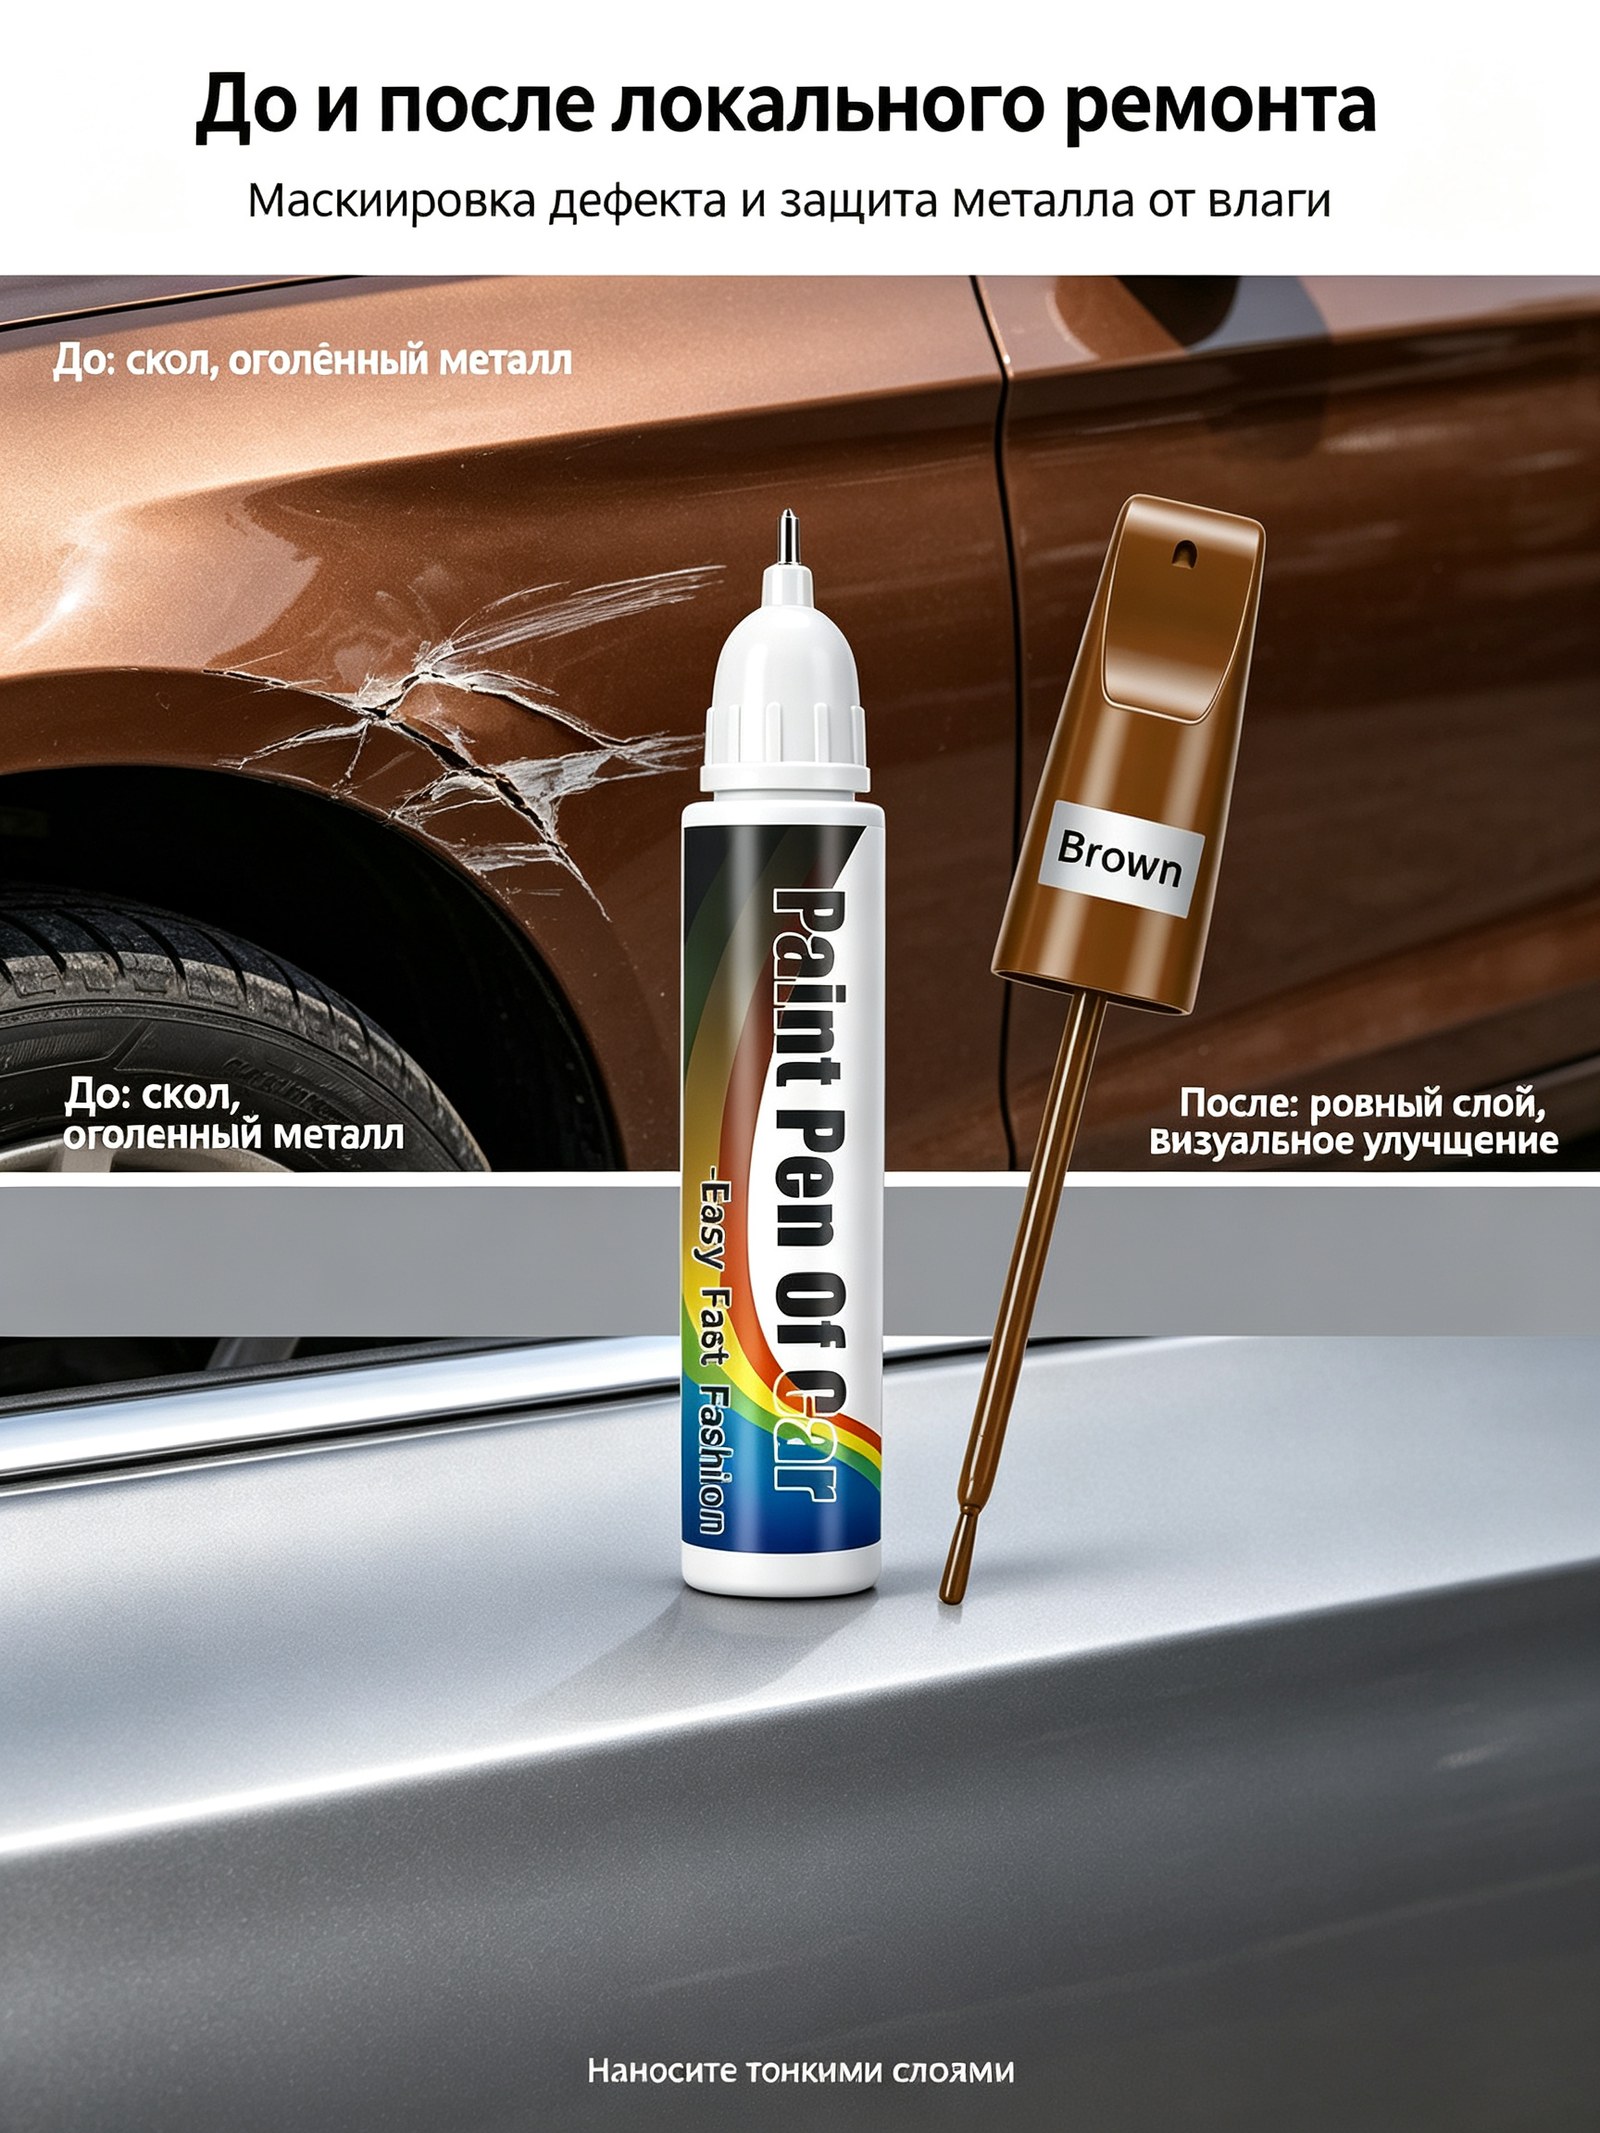 До и после локального ремонта
Маскиировка дефекта и защита металла от влаги
До: скол, оголённый металл
Brown
Paint Pen Of Car
-Easy Fast Fashion
До: скол,
оголенный металл
После: ровный слой,
визуальное улучщение
Наносите тонкими слоями